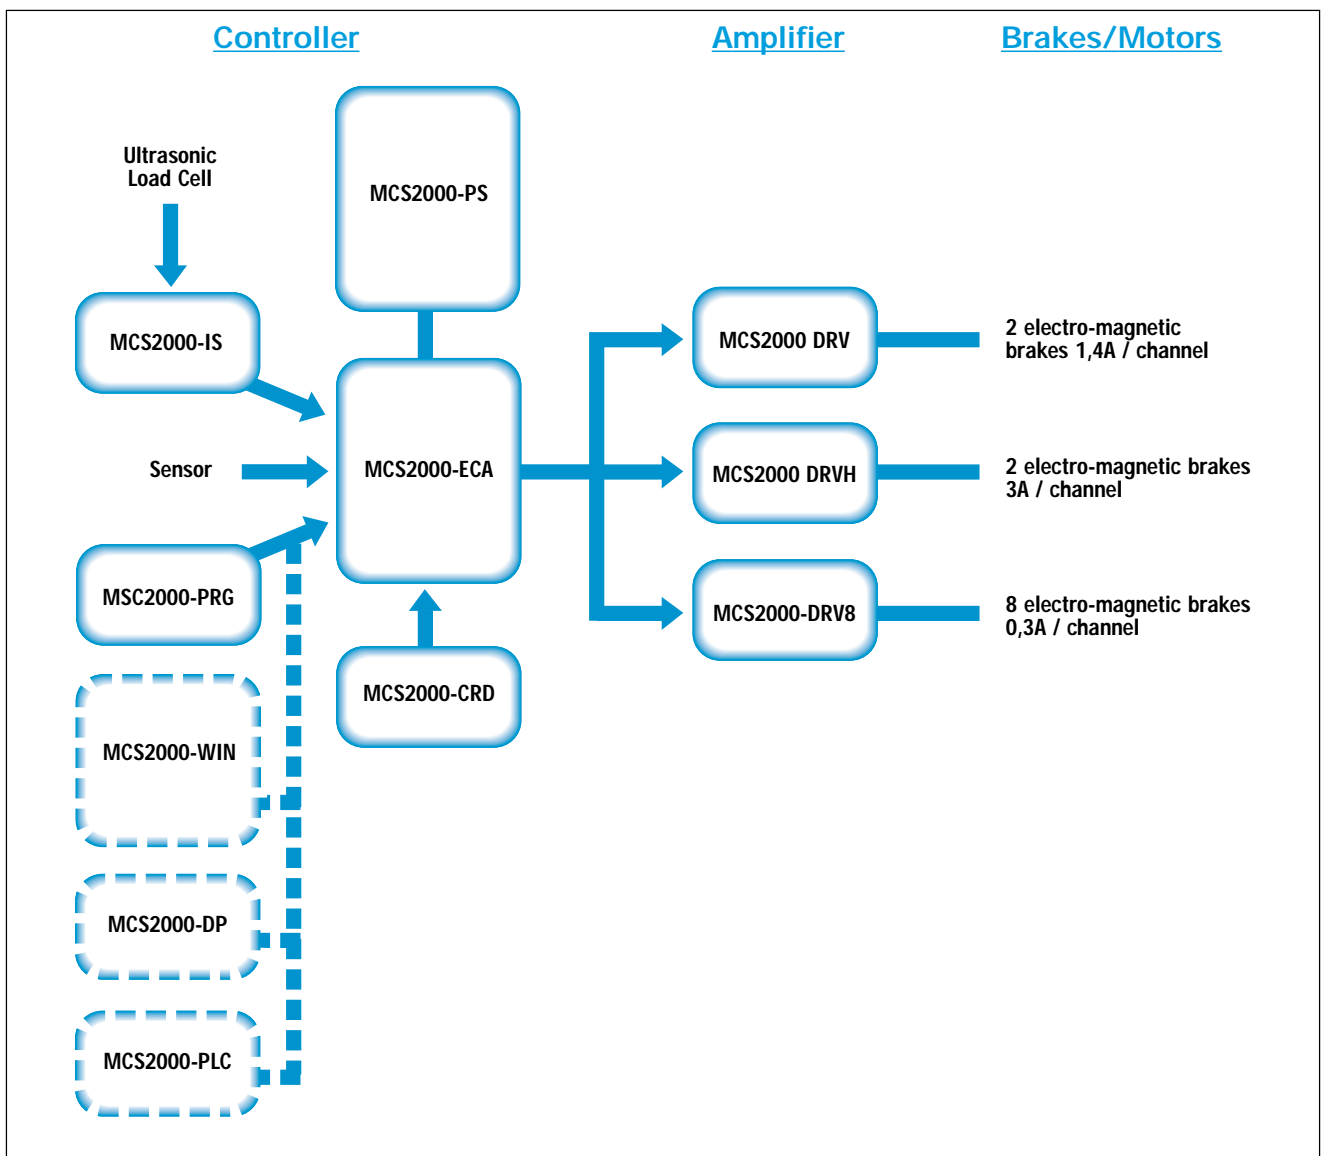 Controller
Amplifier
Brakes/Motors
Ultrasonic
Load Cell
MCS2000-PS
MCS2000-IS
MCS2000 DRV
2 electro-magnetic
brakes 1,4A / channel
Sensor
MCS2000-ECA
MCS2000 DRVH
2 electro-magnetic brakes
3A / channel
MSC2000-PRG
MCS2000-DRV8
8 electro-magnetic brakes
0,3A / channel
MCS2000-CRD
MCS2000-WIN
MCS2000-DP
MCS2000-PLC